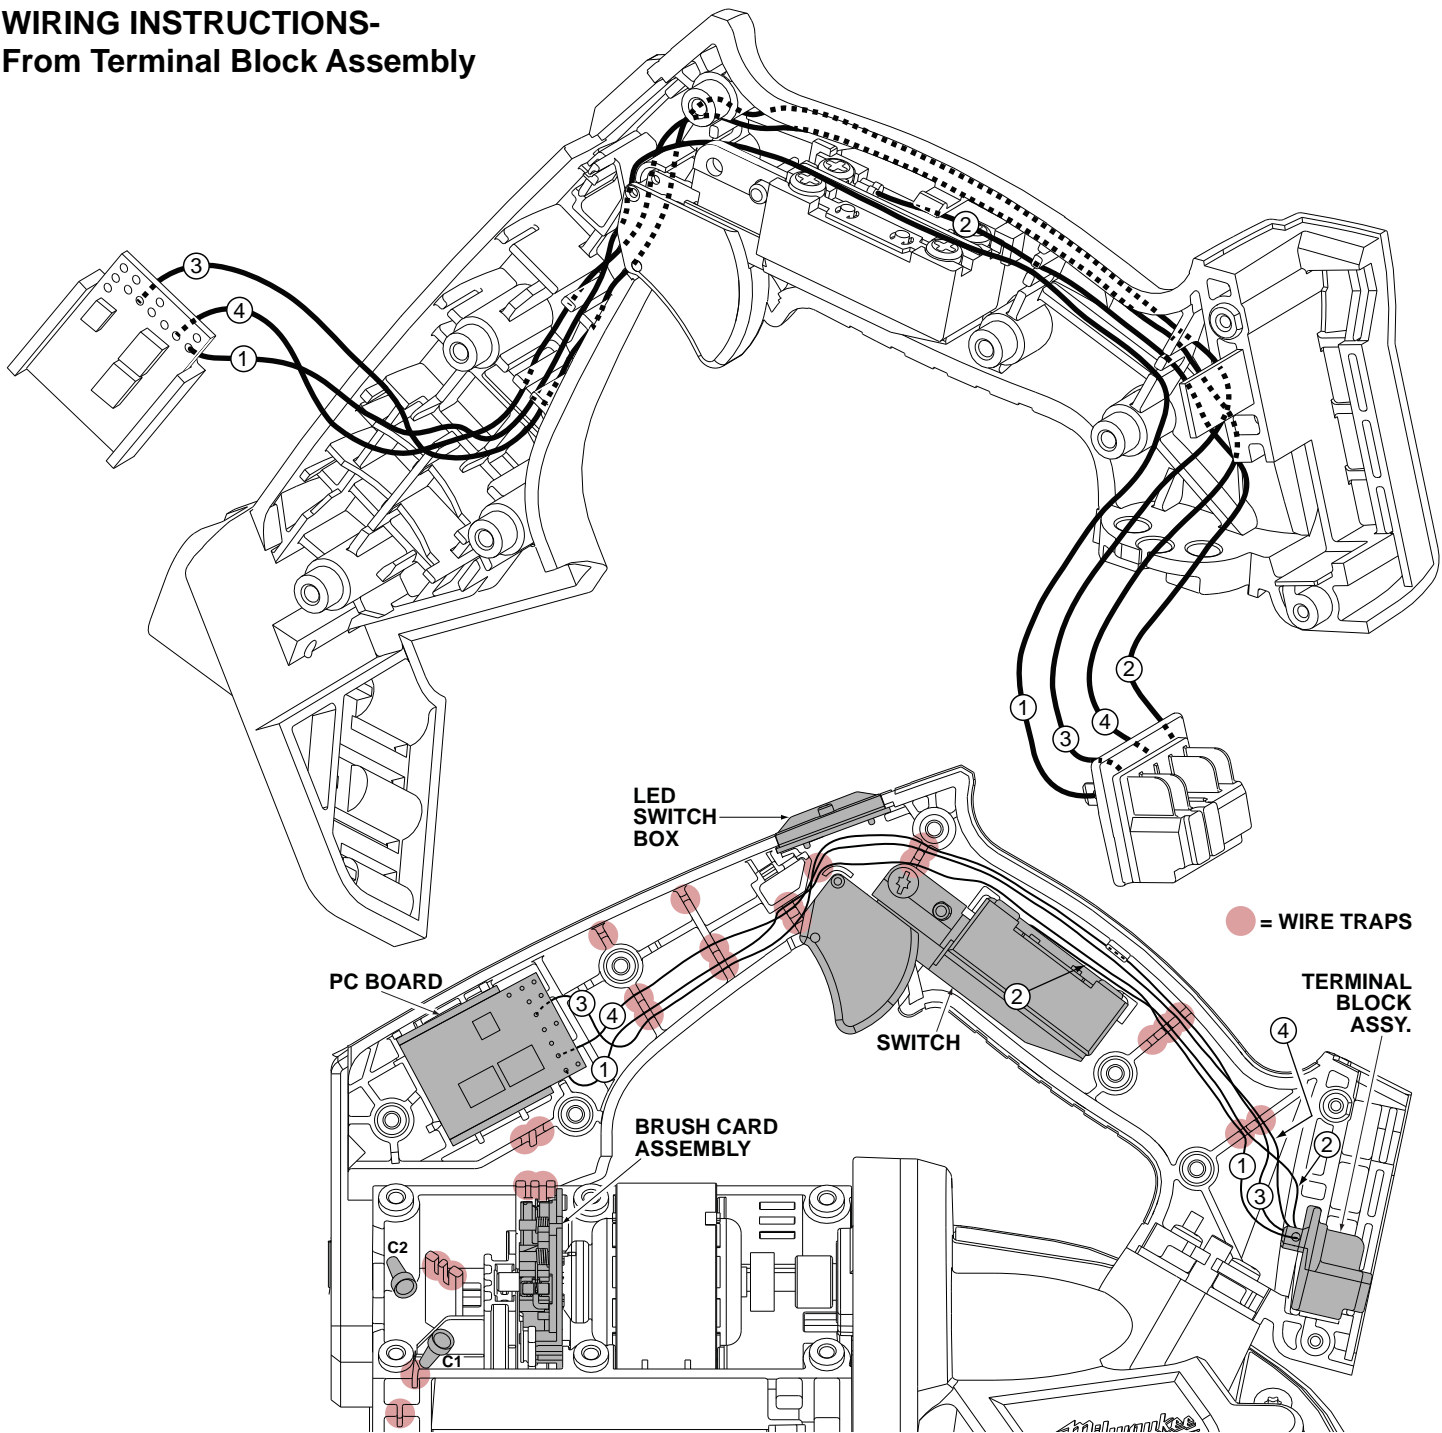 WIRING INSTRUCTIONS-
From Terminal Block Assembly
3
4
1
2
2
1
3
4
LED
SWITCH
BOX
= WIRE TRAPS
PC BOARD
TERMINAL
BLOCK
ASSY.
3
4
1
2
4
SWITCH
BRUSH CARD
ASSEMBLY
2
1
3
C2
C1
Milwaukee